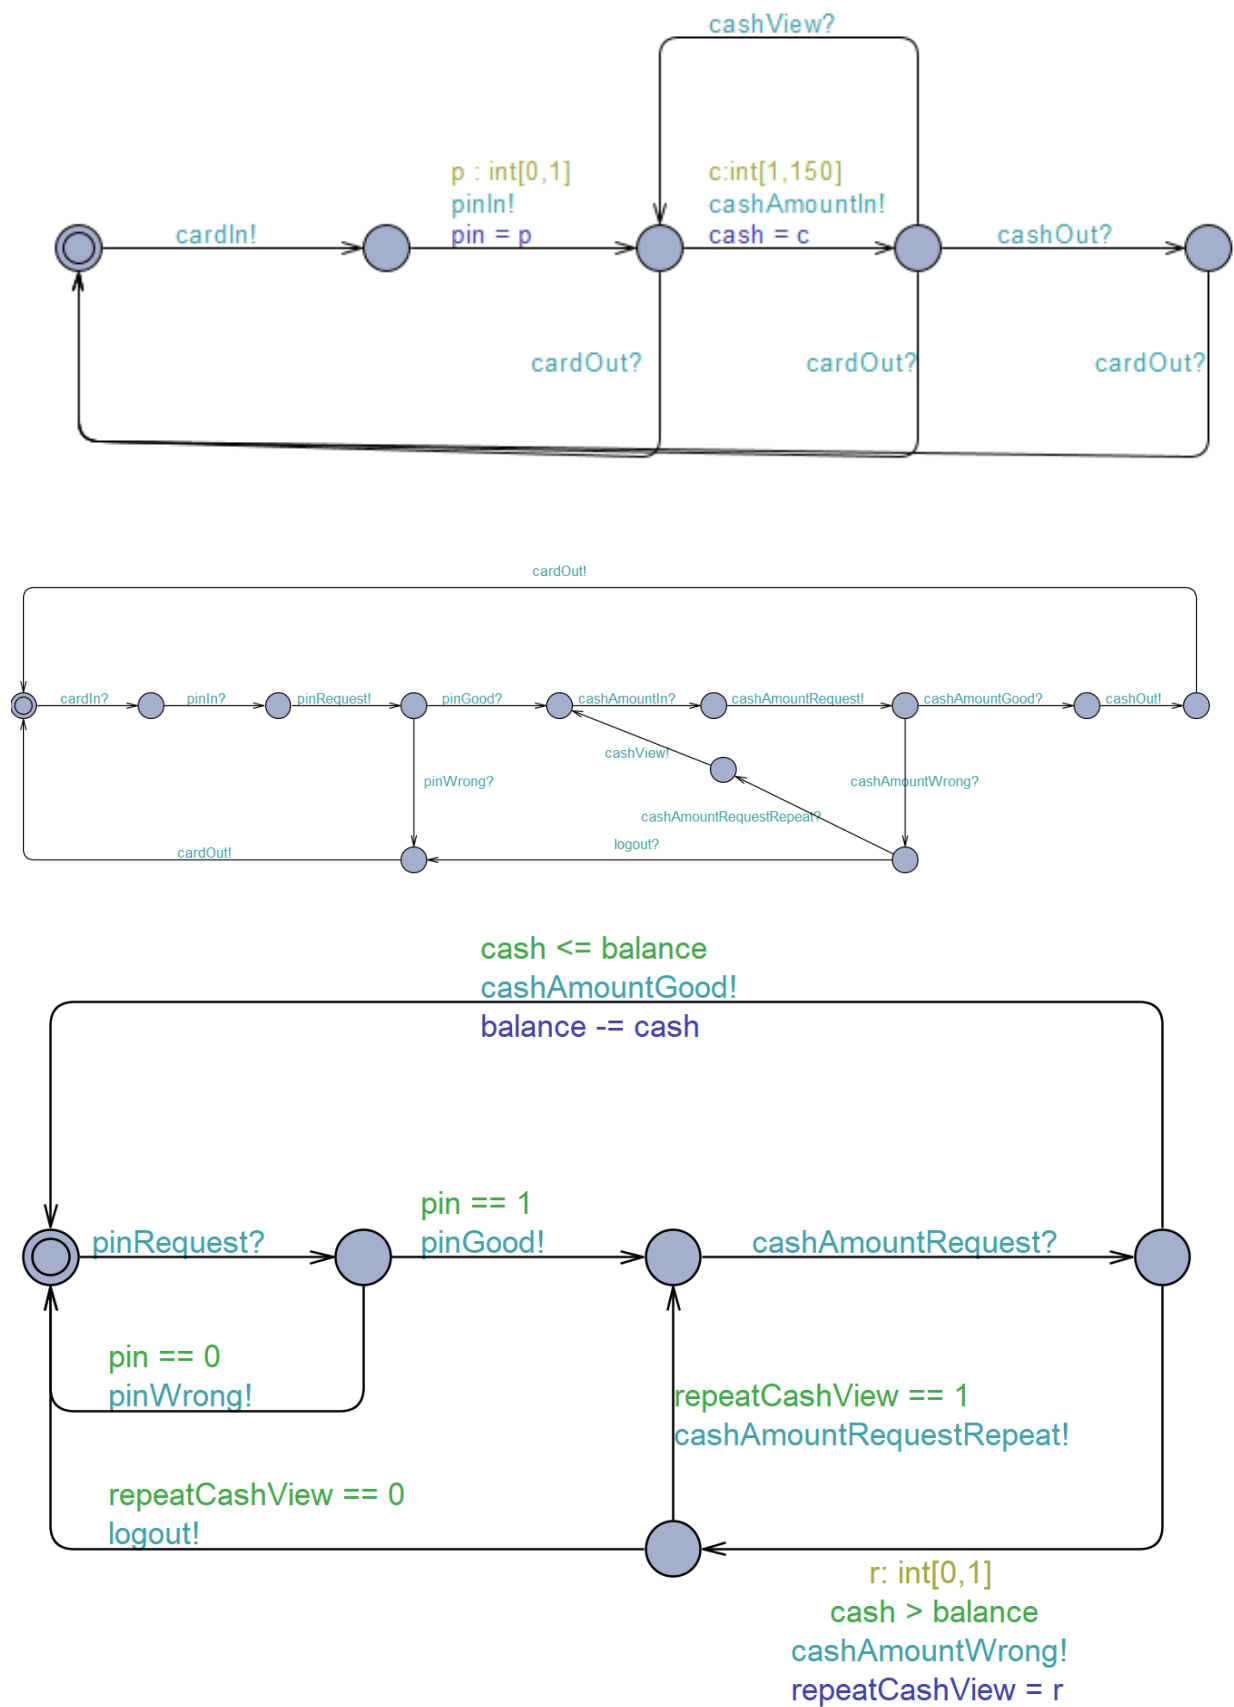 cashView?
p : int[0,1]
pinIn!
pin = p
c:int[1,150]
cashAmountIn!
cash = c
cardIn!
cashOut?
cardOut?
cardOut?
cardOut?
cardOut!
cardIn?
pinIn?
pinRequest!
pinGood?
cashAmountIn?
cashAmountRequest!
cashAmountGood?
cashOut!
cashView!
pinWrong?
cashAmountWrong?
cashAmountRequestRepeat?
logout?
cardOut!
cash <= balance
cashAmountGood!
balance -= cash
pin == 1
pinGood!
pinRequest?
cashAmountRequest?
pin == 0
pinWrong!
repeatCashView == 1
cashAmountRequestRepeat!
repeatCashView == 0
logout!
r: int[0,1]
cash > balance
cashAmountWrong!
repeatCashView = r